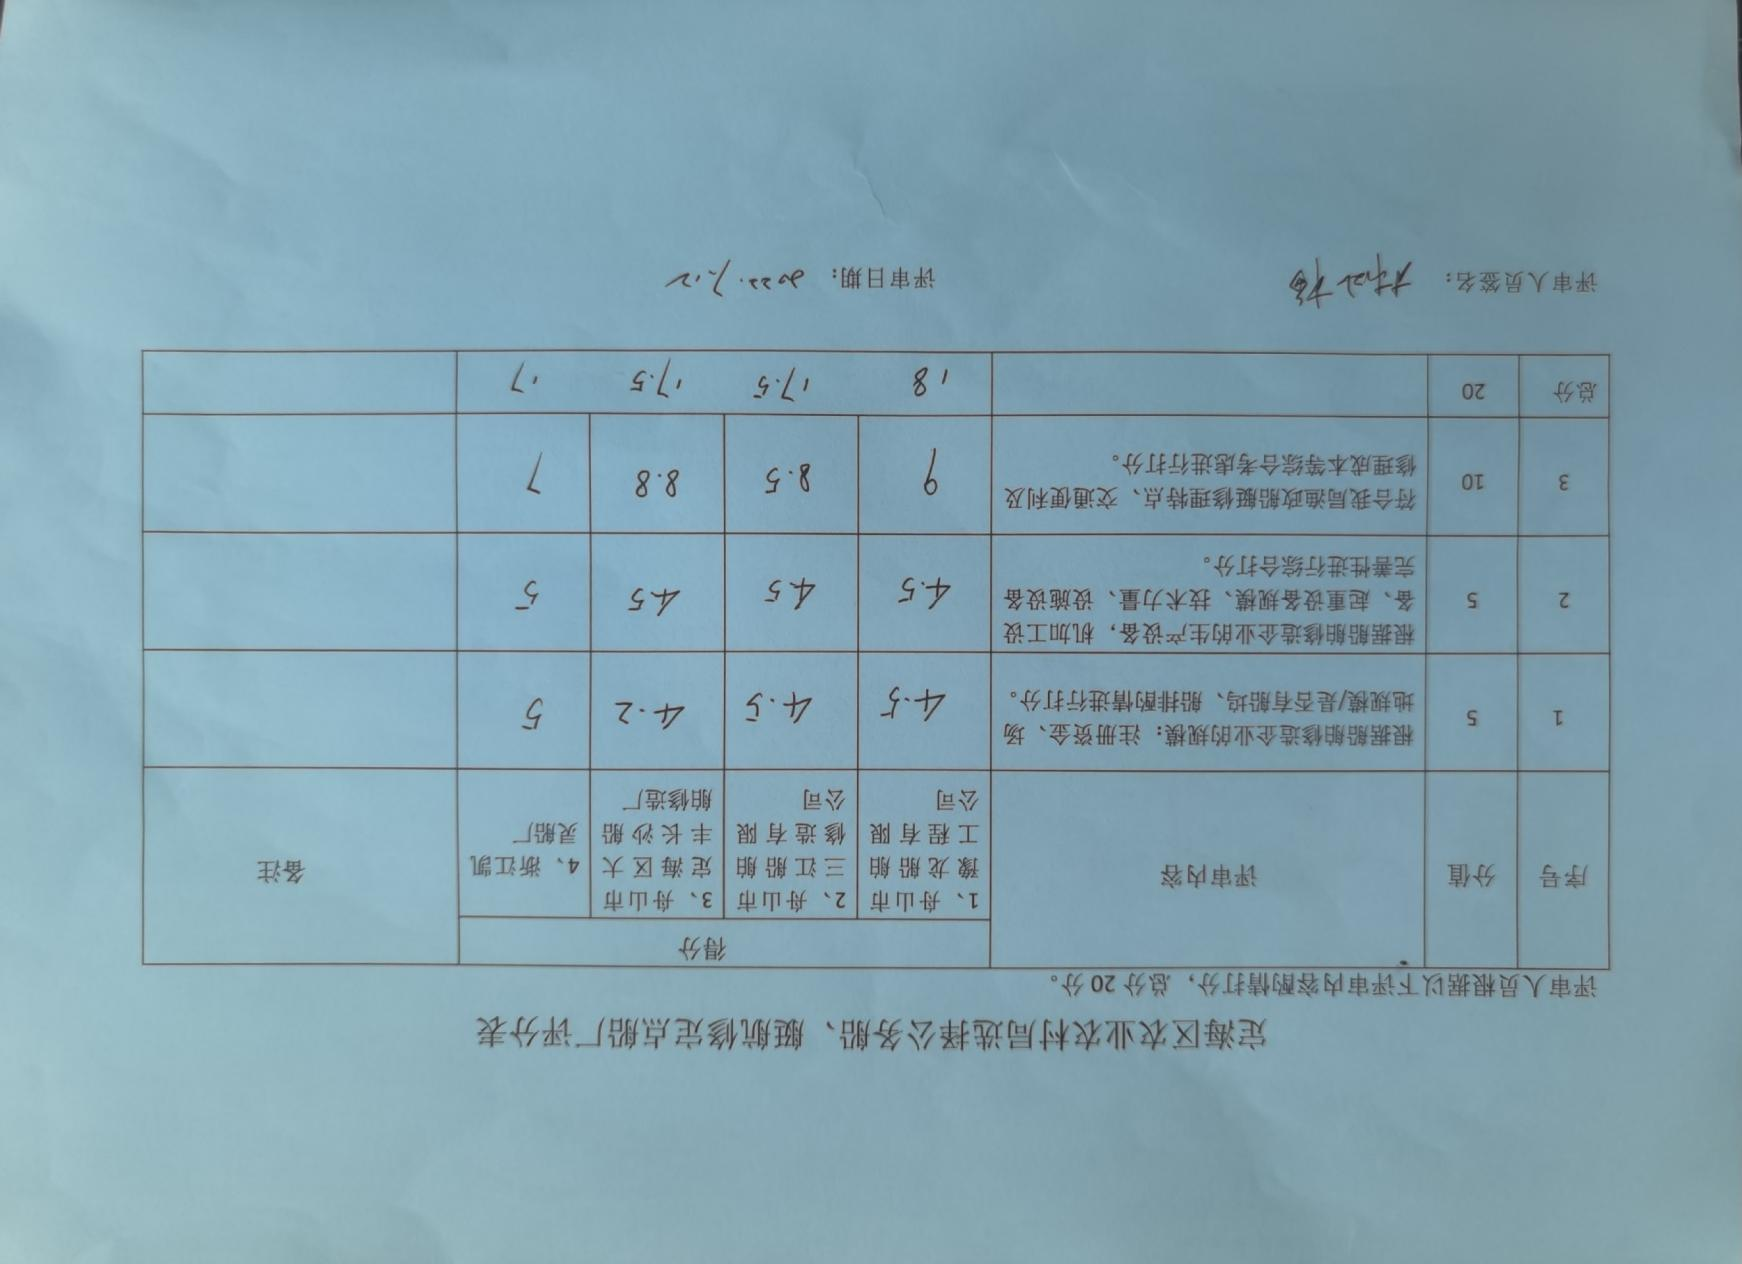 定海区农业农村局选择公务船、艇航修定点船厂评分表
评审人员根据以下评审内容酌情打分，总分 20 分。
序号 分值 评审内容 得分 备注
1、舟山市
豫龙船舶
工程有限
公司
2、舟山市
三江船舶
修造有限
公司
3、舟山市
定海区大
丰长沙船
舶修造厂
4、浙江凯
灵船厂
1 5
根据船舶修造企业的规模：注册资金、场
地规模/是否有船坞、船排酌情进行打分。
4.5 4.5 4.2 5
2 5
根据船舶修造企业的生产设备，机加工设
备、起重设备规模、技术力量、设施设备
完善性进行综合打分。
4.5 4.5 4.5 5
3 10
符合我局渔政船艇修理特点、交通便利及
修理成本等综合考虑进行打分。
9 8.5 8.8 7
总分 20 18 17.5 17.5 17
评审人员签名： 评审日期：2022.7.12